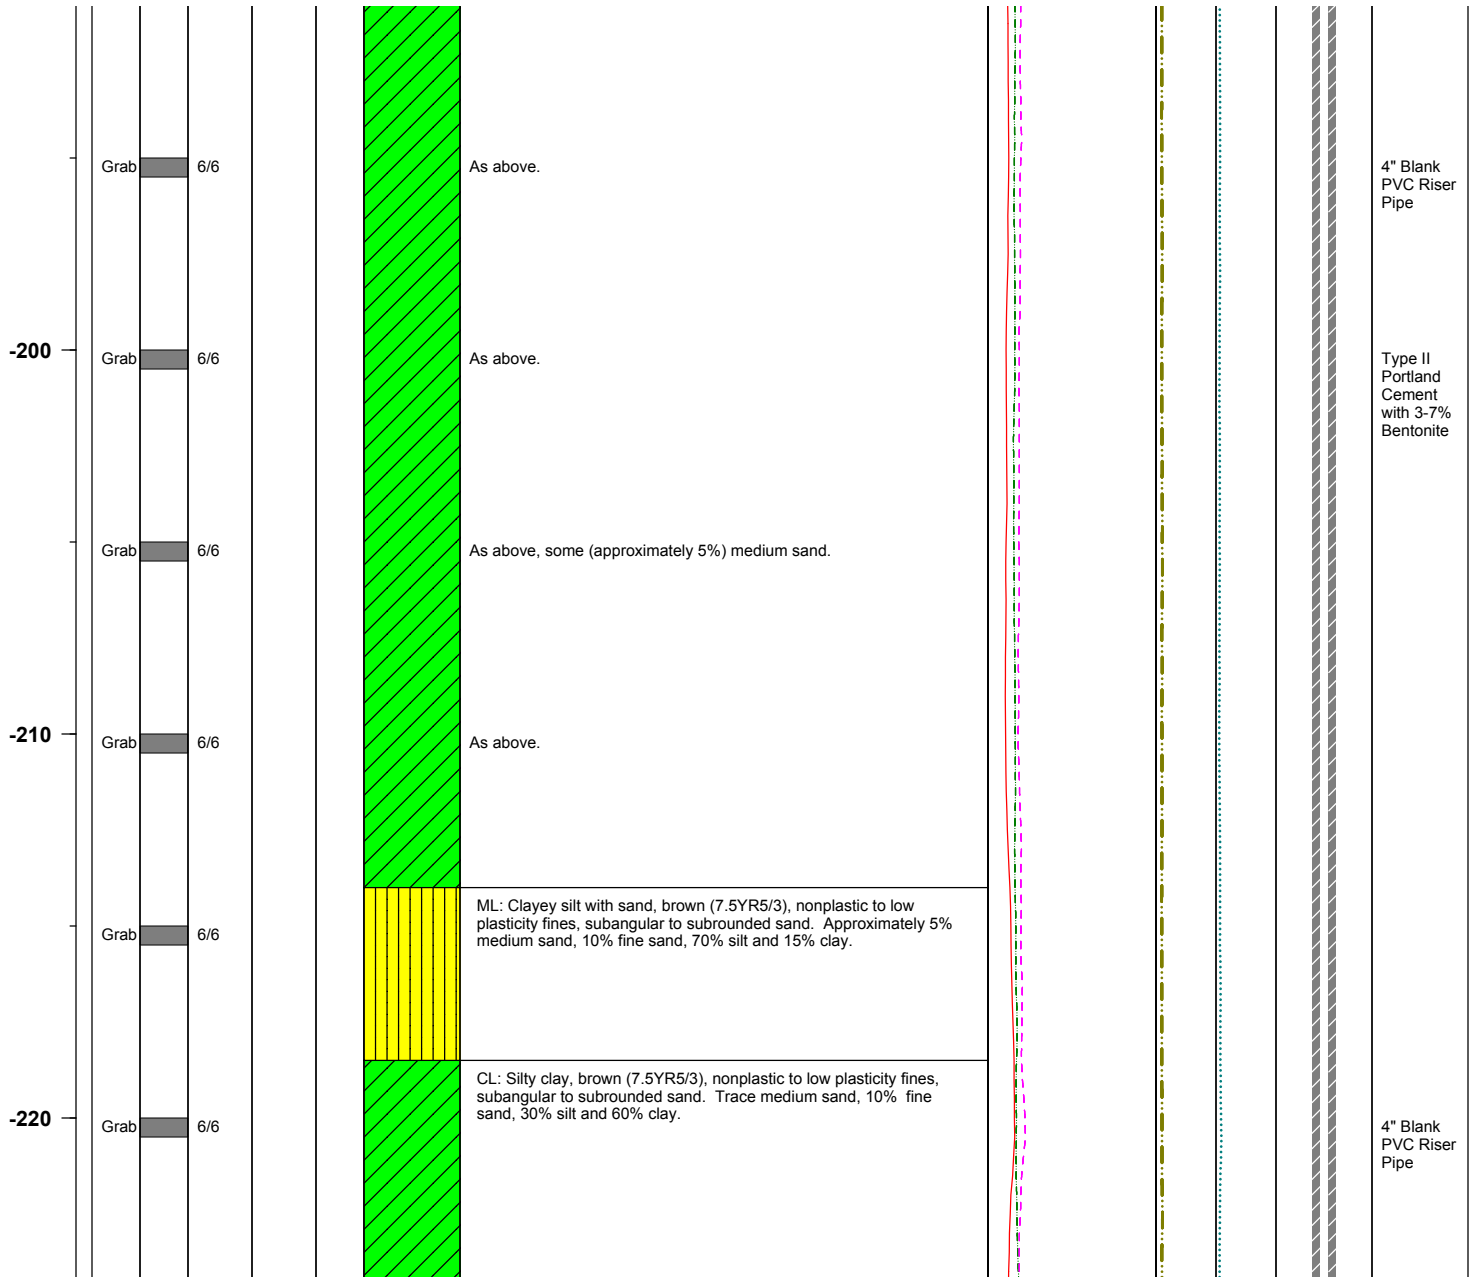 Grab 6/6 As above. 4" Blank
PVC Riser
Pipe
-200 Grab 6/6 As above. Type II
Portland
Cement
with 3-7%
Bentonite
Grab 6/6 As above, some (approximately 5%) medium sand.
-210 Grab 6/6 As above.
ML: Clayey silt with sand, brown (7.5YR5/3), nonplastic to low
plasticity fines, subangular to subrounded sand.  Approximately 5%
medium sand, 10% fine sand, 70% silt and 15% clay.
Grab 6/6
CL: Silty clay, brown (7.5YR5/3), nonplastic to low plasticity fines,
subangular to subrounded sand.  Trace medium sand, 10%  fine
sand, 30% silt and 60% clay.
-220 Grab 6/6 4" Blank
PVC Riser
Pipe